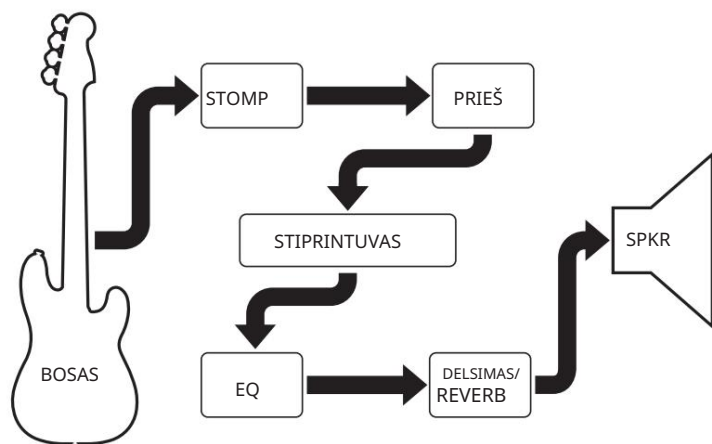 BOSAS
STOMP
PRIEŠ
STIPRINTUVAS
EQ
DELSIMAS/
REVERB
SPKR